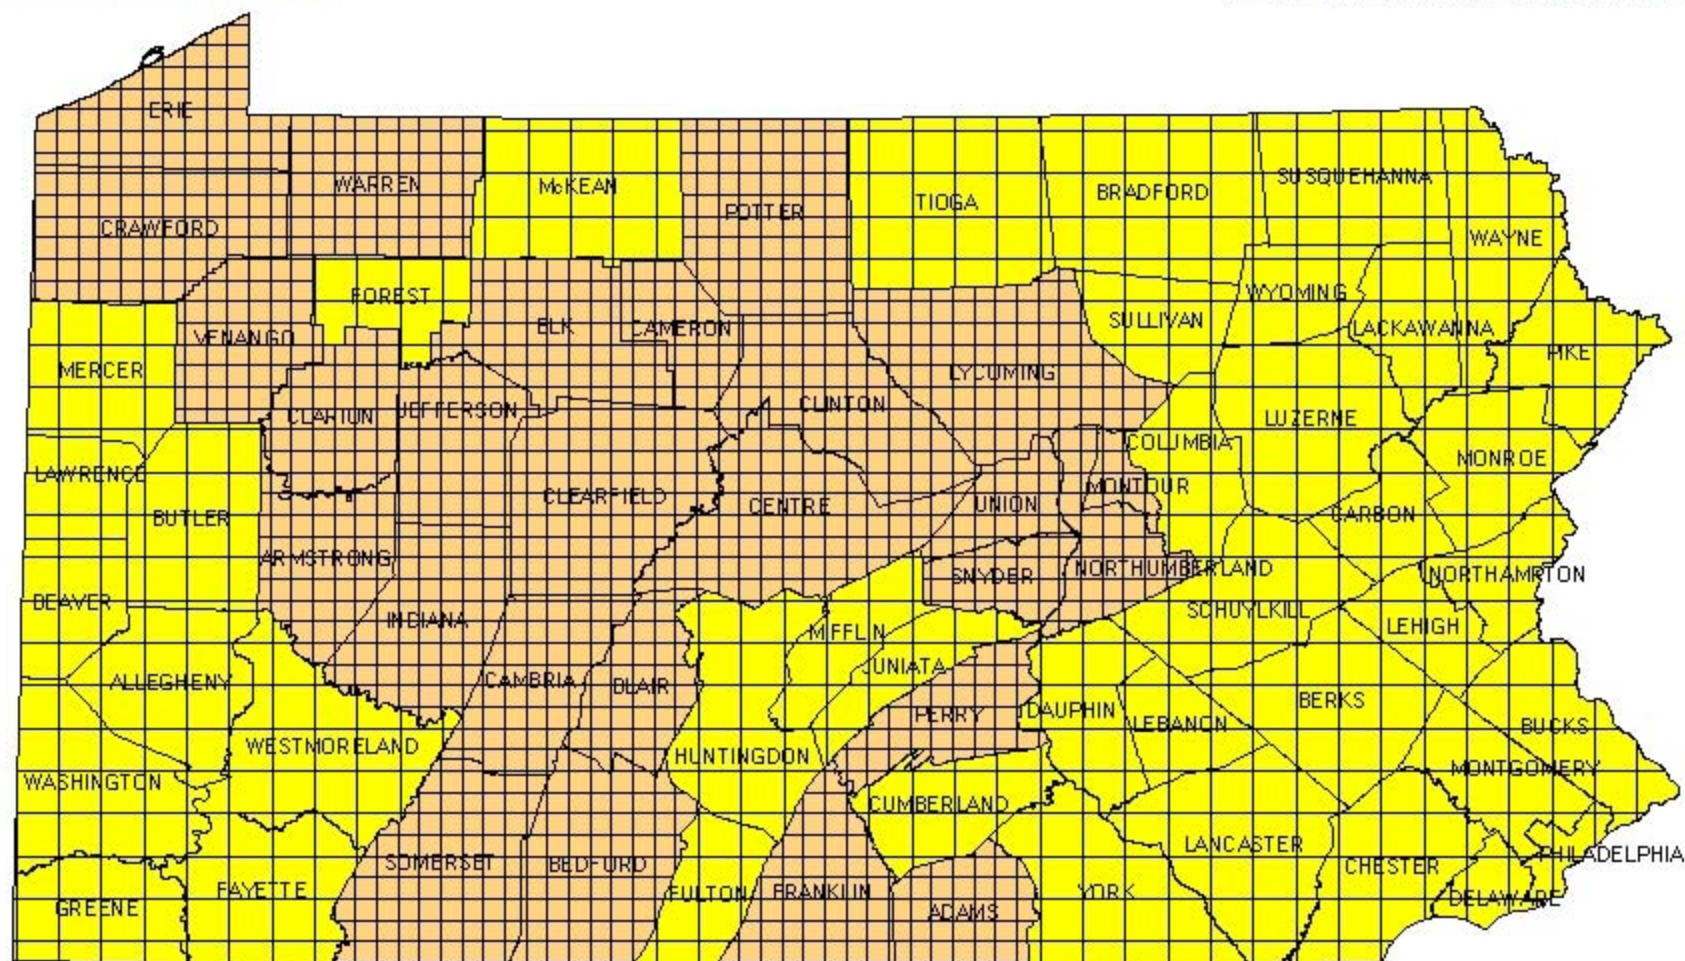 ERIE
WARREN
McKEAN
POTTER
TIOGA
BRADFORD
SUSQUEHANNA
WAYNE
CRAWFORD
FOREST
VENANGO
ELK
CAMERON
SULLIVAN
WYOMING
LACKAWANNA
PIKE
MERCER
LYCOMING
CLARION
JEFFERSON
CLINTON
LUZERNE
COLUMBIA
MONROE
LAWRENCE
BUTLER
CLEARFIELD
CENTRE
UNION
MONTOUR
CARBON
ARMSTRONG
SNYDER
NORTHUMBERLAND
NORTHAMPTON
BEAVER
INDIANA
MIFFLIN
SCHUYLKILL
LEHIGH
JUNIATA
ALLEGHENY
CAMBRIA
BLAIR
PERRY
DAUPHIN
LEBANON
BERKS
BUCKS
WESTMORELAND
HUNTINGDON
MONTGOMERY
WASHINGTON
CUMBERLAND
LANCASTER
PHILADELPHIA
SOMERSET
BEDFORD
CHESTER
FAYETTE
FULTON
FRANKLIN
YORK
DELAWARE
GREENE
ADAMS